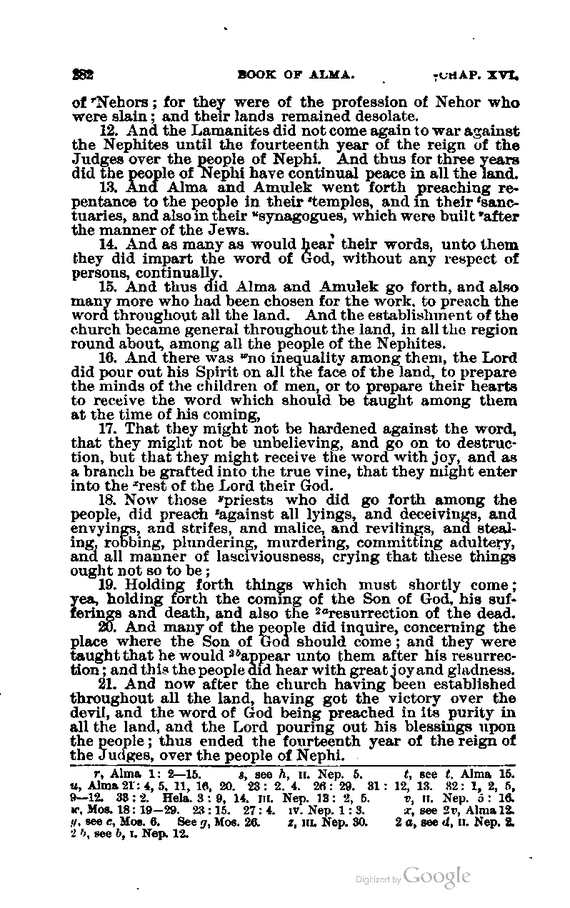 282 BOOK OF ALMA. [CHAP. XVI.
of ʳNehors; for they were of the profession of Nehor who
were slain; and their lands remained desolate.
12. And the Lamanites did not come again to war against
the Nephites until the fourteenth year of the reign of the
Judges over the people of Nephi. And thus for three years
did the people of Nephi have continual peace in all the land.
13. And Alma and Amulek went forth preaching re-
pentance to the people in their ˢtemples, and in their ᵗsanc-
tuaries, and also in their ᵘsynagogues, which were built ᵛafter
the manner of the Jews.
14. And as many as would hear their words, unto them
they did impart the word of God, without any respect of
persons, continually.
15. And thus did Alma and Amulek go forth, and also
many more who had been chosen for the work, to preach the
word throughout all the land. And the establishment of the
church became general throughout the land, in all the region
round about, among all the people of the Nephites.
16. And there was ʷno inequality among them, the Lord
did pour out his Spirit on all the face of the land, to prepare
the minds of the children of men, or to prepare their hearts
to receive the word which should be taught among them
at the time of his coming,
17. That they might not be hardened against the word,
that they might not be unbelieving, and go on to destruc-
tion, but that they might receive the word with joy, and as
a branch be grafted into the true vine, that they might enter
into the ˣrest of the Lord their God.
18. Now those ʸpriests who did go forth among the
people, did preach ᶻagainst all lyings, and deceivings, and
envyings, and strifes, and malice, and revilings, and steal-
ing, robbing, plundering, murdering, committing adultery,
and all manner of lasciviousness, crying that these things
ought not so to be;
19. Holding forth things which must shortly come;
yea, holding forth the coming of the Son of God, his suf-
ferings and death, and also the ²ᵃresurrection of the dead.
20. And many of the people did inquire, concerning the
place where the Son of God should come; and they were
taught that he would ²ᵇappear unto them after his resurrec-
tion; and this the people did hear with great joy and gladness.
21. And now after the church having been established
throughout all the land, having got the victory over the
devil, and the word of God being preached in its purity in
all the land, and the Lord pouring out his blessings upon
the people; thus ended the fourteenth year of the reign of
the Judges, over the people of Nephi.
r, Alma 1: 2—15. s, see h, II. Nep. 5. t, see t, Alma 15.
u, Alma 21: 4, 5, 11, 16, 20. 23: 2. 4. 26: 29. 31: 12, 13. 32: 1, 2, 5,
9—12. 33: 2. Hela. 3: 9, 14. III. Nep. 13: 2, 5. v, II. Nep. 5: 16.
w, Mos. 18: 19—29. 23: 15. 27: 4. IV. Nep. 1: 3. x, see 2v, Alma 12.
y, see c, Mos. 6. See g, Mos. 26. z, III. Nep. 30. 2 a, see d, II. Nep. 2.
2 b, see b, I. Nep. 12.
Digitized by Google